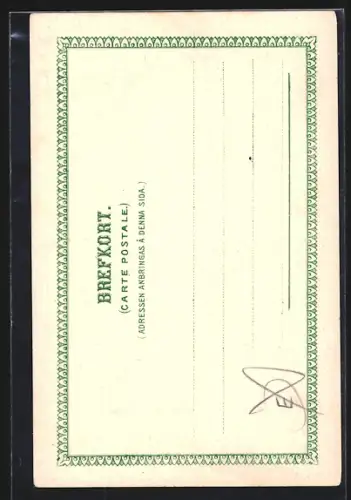 BREFKORT.
(CARTE POSTALE.)
(ADRESSEN ANBRINGAS Å DENNA SIDA.)
E